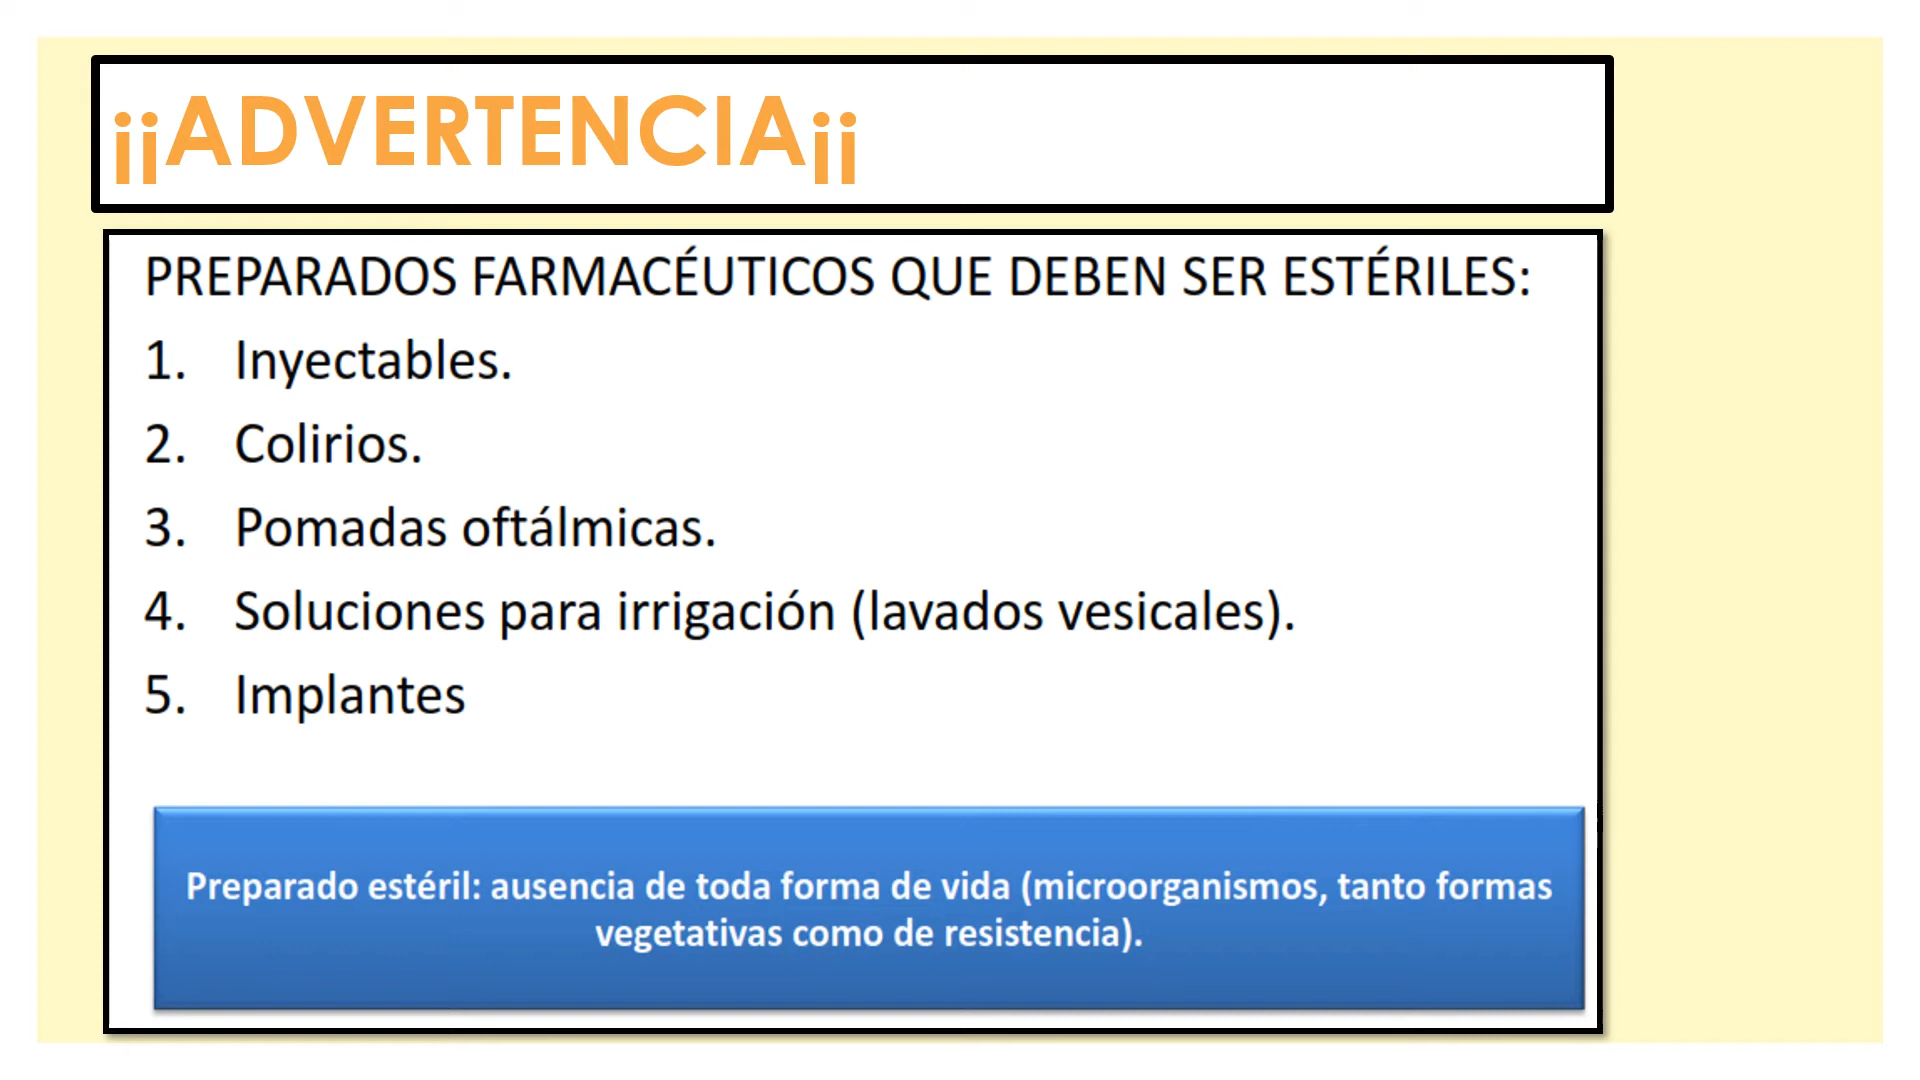 ¡¡ADVERTENCIA¡¡
PREPARADOS FARMACÉUTICOS QUE DEBEN SER ESTÉRILES:
1. Inyectables.
2. Colirios.
3. Pomadas oftálmicas.
4. Soluciones para irrigación (lavados vesicales).
5. Implantes
Preparado estéril: ausencia de toda forma de vida (microorganismos, tanto formas
vegetativas como de resistencia).